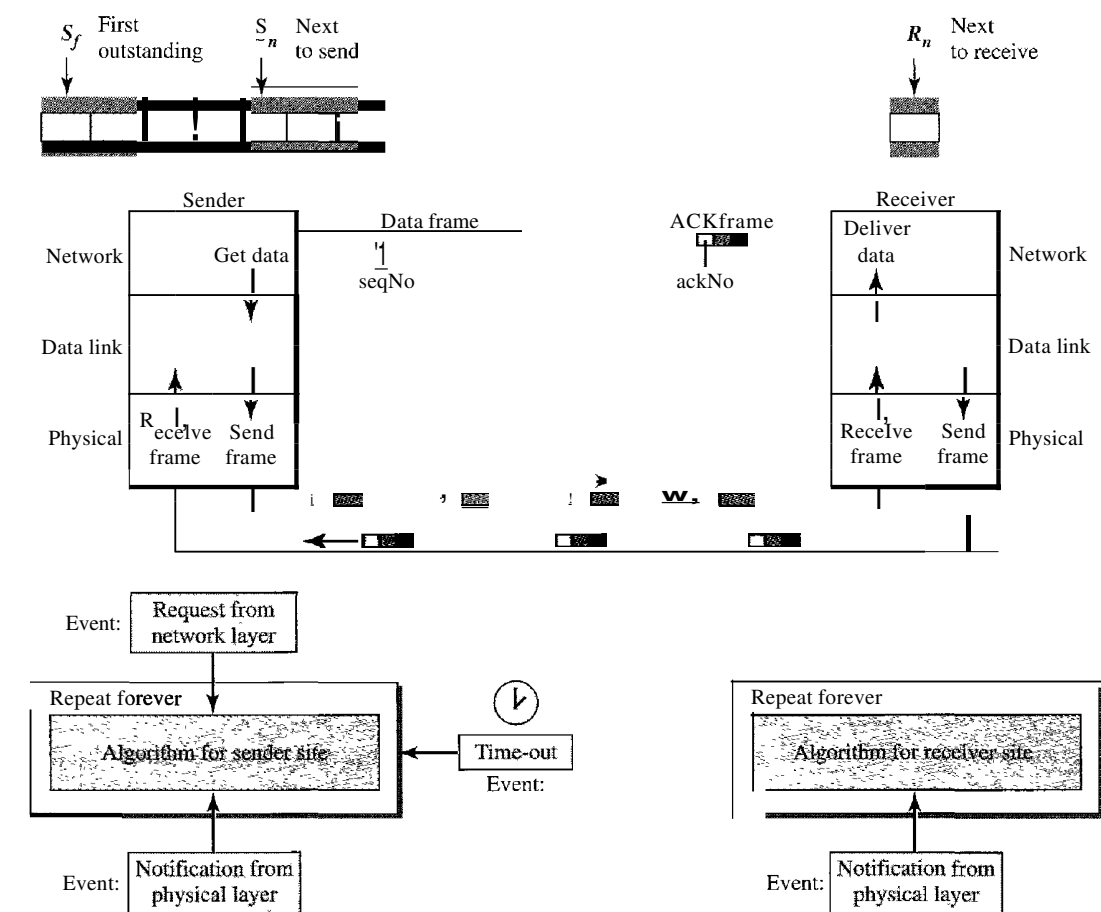 S_f First
outstanding
S_n Next
to send
R_n Next
to receive
Sender
Receiver
Data frame
ACKframe
seqNo
ackNo
Network
Get data
Deliver
data
Network
Data link
Data link
Physical
Receive
frame
Send
frame
Receive
frame
Send
frame
Physical
Event:
Request from
network layer
Repeat forever
Algorithm for sender site
Time-out
Event:
Repeat forever
Algorithm for receiver site
Event:
Notification from
physical layer
Event:
Notification from
physical layer